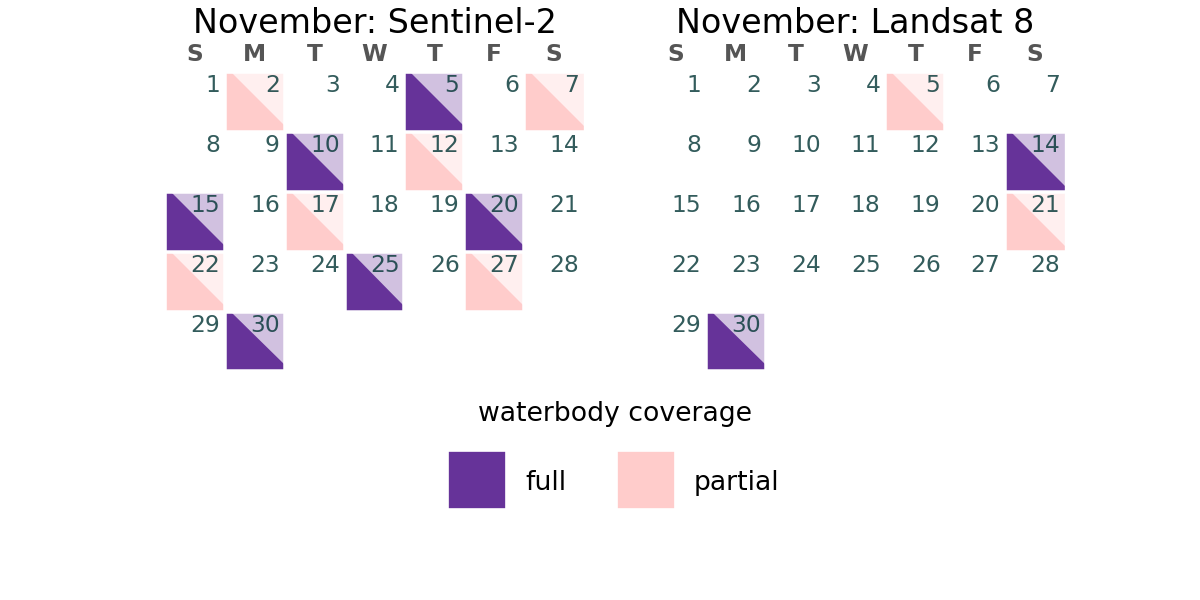 November: Sentinel-2
S M T W T F S
1 2 3 4 5 6 7
8 9 10 11 12 13 14
15 16 17 18 19 20 21
22 23 24 25 26 27 28
29 30
November: Landsat 8
S M T W T F S
1 2 3 4 5 6 7
8 9 10 11 12 13 14
15 16 17 18 19 20 21
22 23 24 25 26 27 28
29 30
waterbody coverage
full
partial